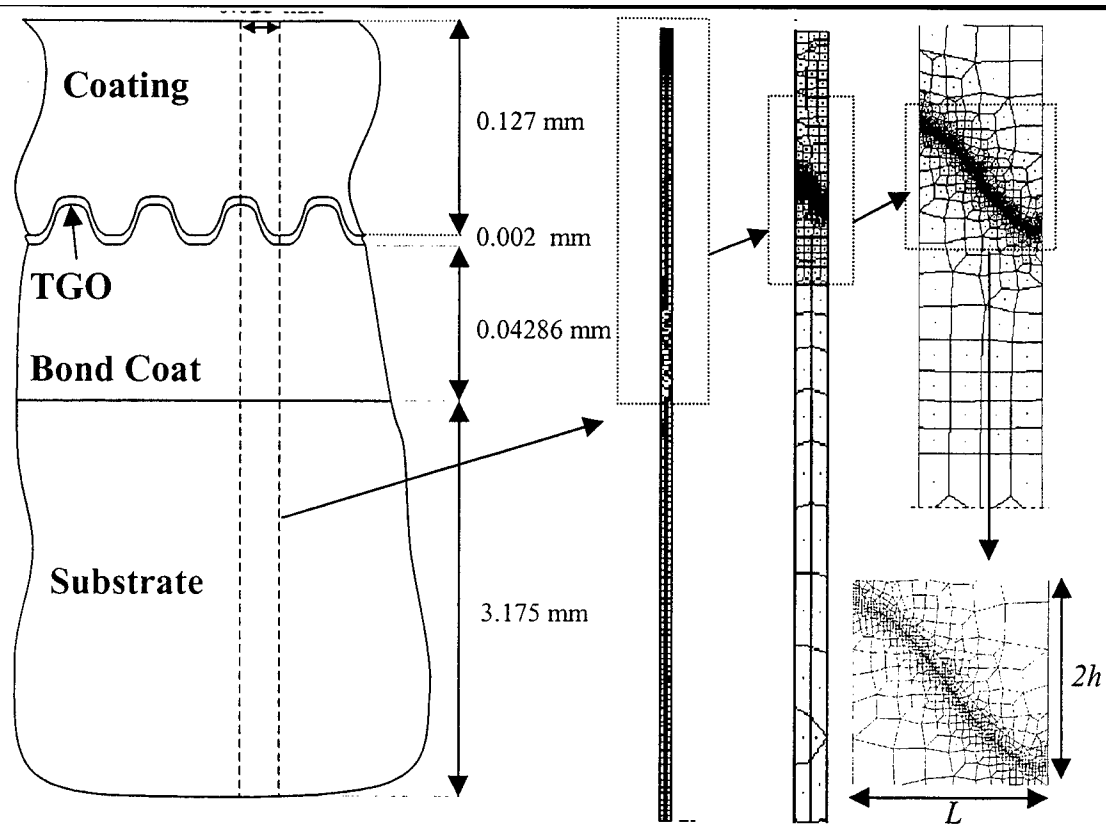 Coating
0.127 mm
0.002 mm
TGO
0.04286 mm
Bond Coat
Substrate
3.175 mm
2h
L